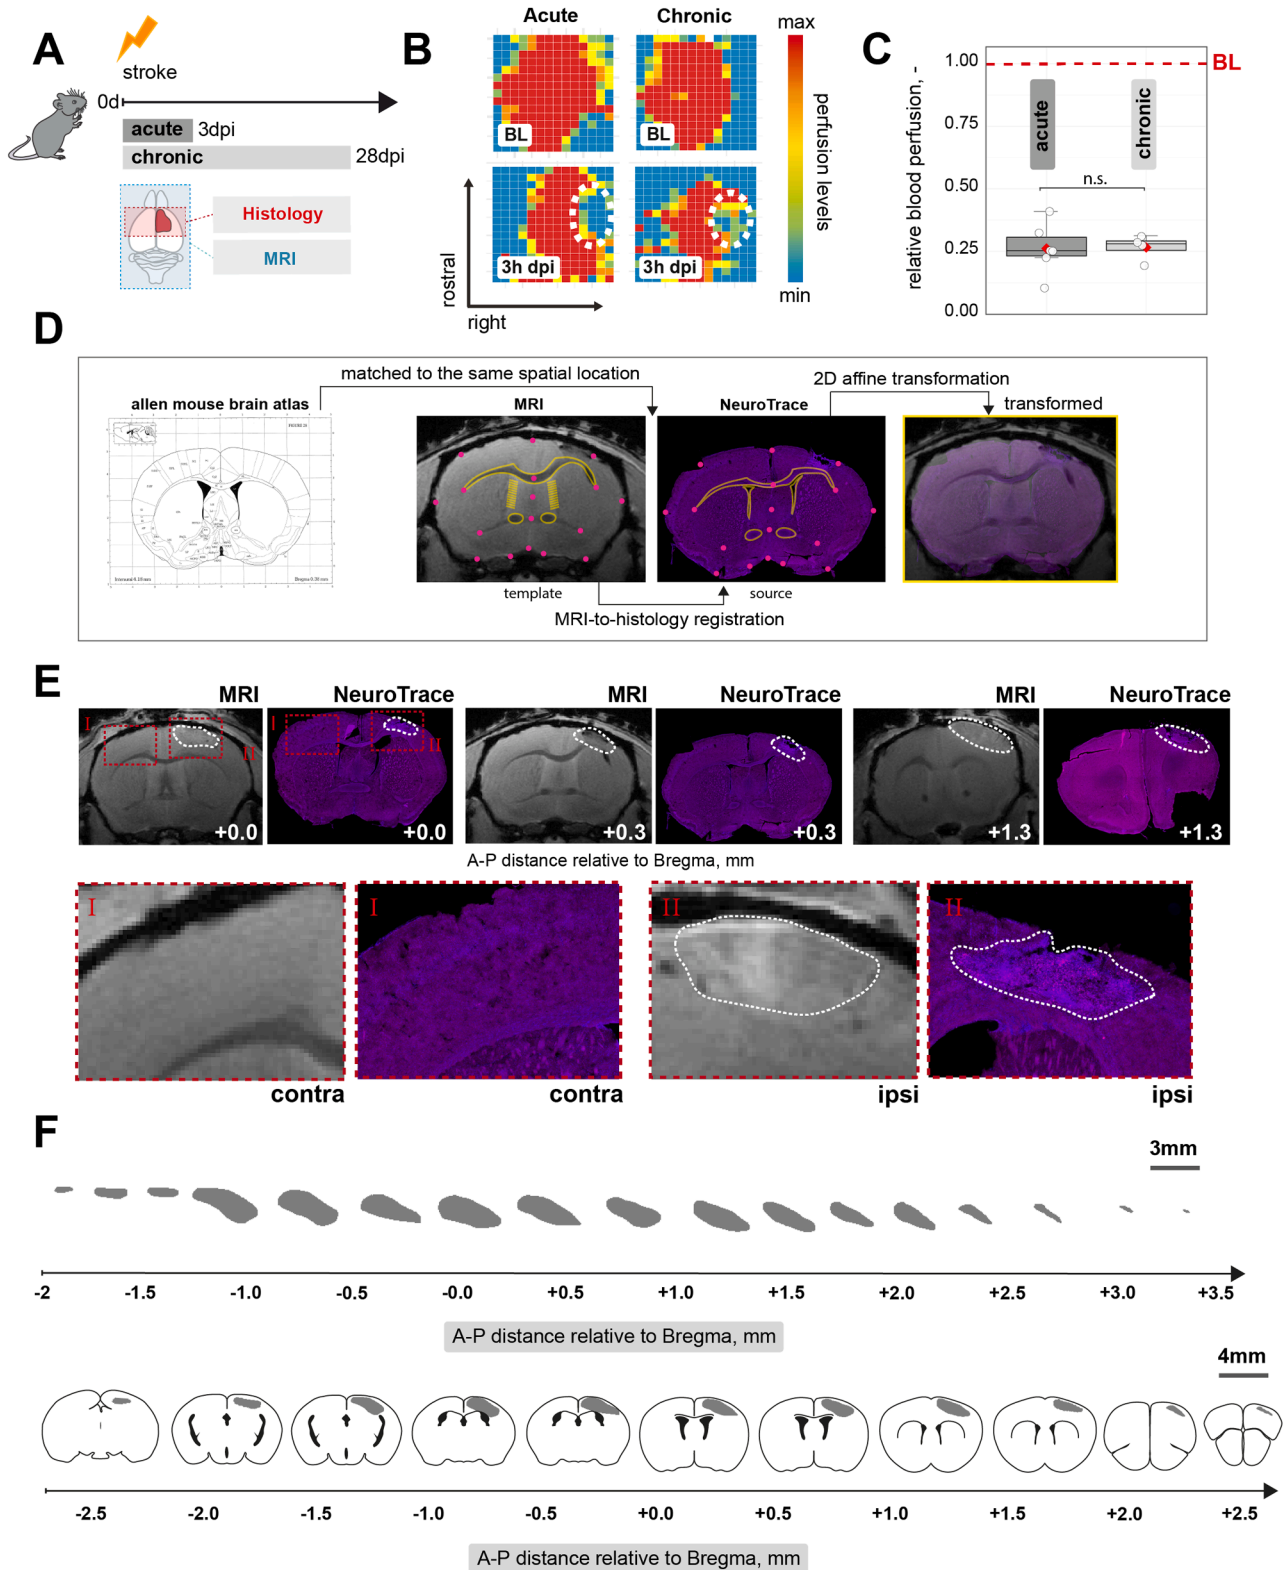 A
stroke
0d
acute 3dpi
chronic 28dpi
Histology
MRI
B
Acute Chronic
BL BL
3h dpi 3h dpi
rostral
right
max
perfusion levels
min
C
relative blood perfusion, -
1.00
0.75
0.50
0.25
0.00
BL
acute
chronic
n.s.
D
matched to the same spatial location
2D affine transformation
allen mouse brain atlas
MRI
NeuroTrace
transformed
template
source
MRI-to-histology registration
E
MRI NeuroTrace MRI NeuroTrace MRI NeuroTrace
I II I II
+0.0 +0.0 +0.3 +0.3 +1.3 +1.3
A-P distance relative to Bregma, mm
I I II II
contra contra ipsi ipsi
F
3mm
-2 -1.5 -1.0 -0.5 -0.0 +0.5 +1.0 +1.5 +2.0 +2.5 +3.0 +3.5
A-P distance relative to Bregma, mm
4mm
-2.5 -2.0 -1.5 -1.0 -0.5 +0.0 +0.5 +1.0 +1.5 +2.0 +2.5
A-P distance relative to Bregma, mm